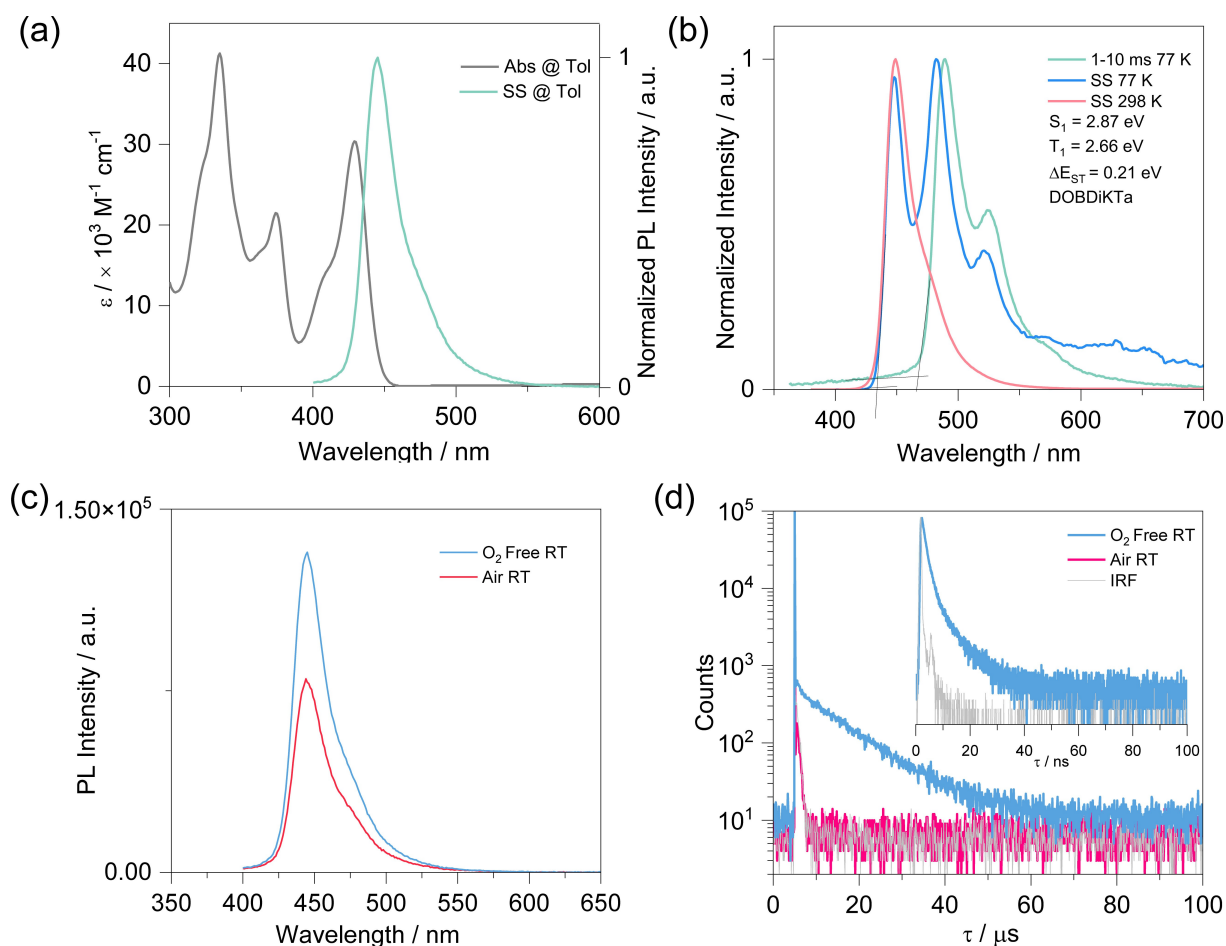 (a)
40
30
20
10
0
ε / × 10³ M⁻¹ cm⁻¹
Abs @ Tol
SS @ Tol
1
0
Normalized PL Intensity / a.u.
300
400
500
600
Wavelength / nm
(b)
1
0
Normalized Intensity / a.u.
1-10 ms 77 K
SS 77 K
SS 298 K
S₁ = 2.87 eV
T₁ = 2.66 eV
ΔE_ST = 0.21 eV
DOBDiKTa
400
500
600
700
Wavelength / nm
(c)
1.50×10⁵
0.00
PL Intensity / a.u.
O₂ Free RT
Air RT
350
400
450
500
550
600
650
Wavelength / nm
(d)
10⁵
10⁴
10³
10²
10¹
Counts
O₂ Free RT
Air RT
IRF
0
20
40
60
80
100
τ / ns
0
20
40
60
80
100
τ / μs